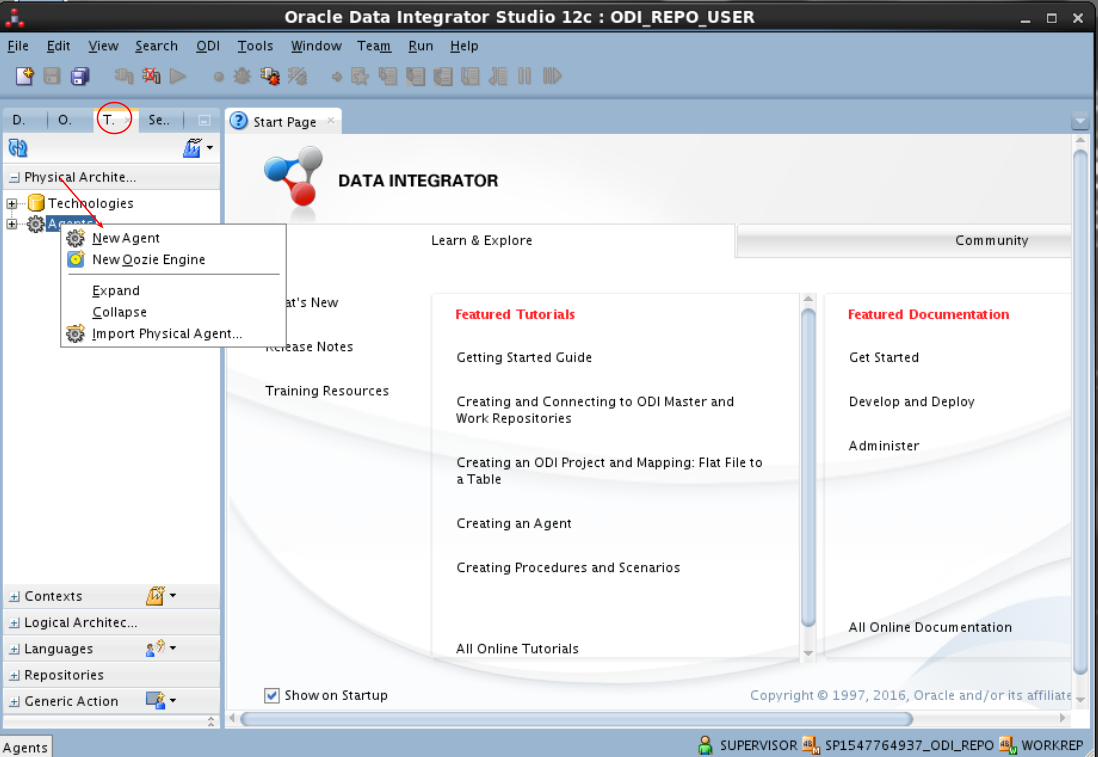 Oracle Data Integrator Studio 12c : ODI_REPO_USER
File Edit View Search ODI Tools Window Team Run Help
D. O. T. Se..
Start Page
Physical Archite...
DATA INTEGRATOR
Technologies
Agents
New Agent
New Oozie Engine
Expand
Collapse
Import Physical Agent...
Learn & Explore
Community
at's New
Release Notes
Training Resources
Featured Tutorials
Getting Started Guide
Creating and Connecting to ODI Master and
Work Repositories
Creating an ODI Project and Mapping: Flat File to
a Table
Creating an Agent
Creating Procedures and Scenarios
All Online Tutorials
Featured Documentation
Get Started
Develop and Deploy
Administer
All Online Documentation
Contexts
Logical Architec...
Languages
Repositories
Generic Action
Show on Startup
Copyright © 1997, 2016, Oracle and/or its affiliate
Agents
SUPERVISOR SP1547764937_ODI_REPO WORKREP